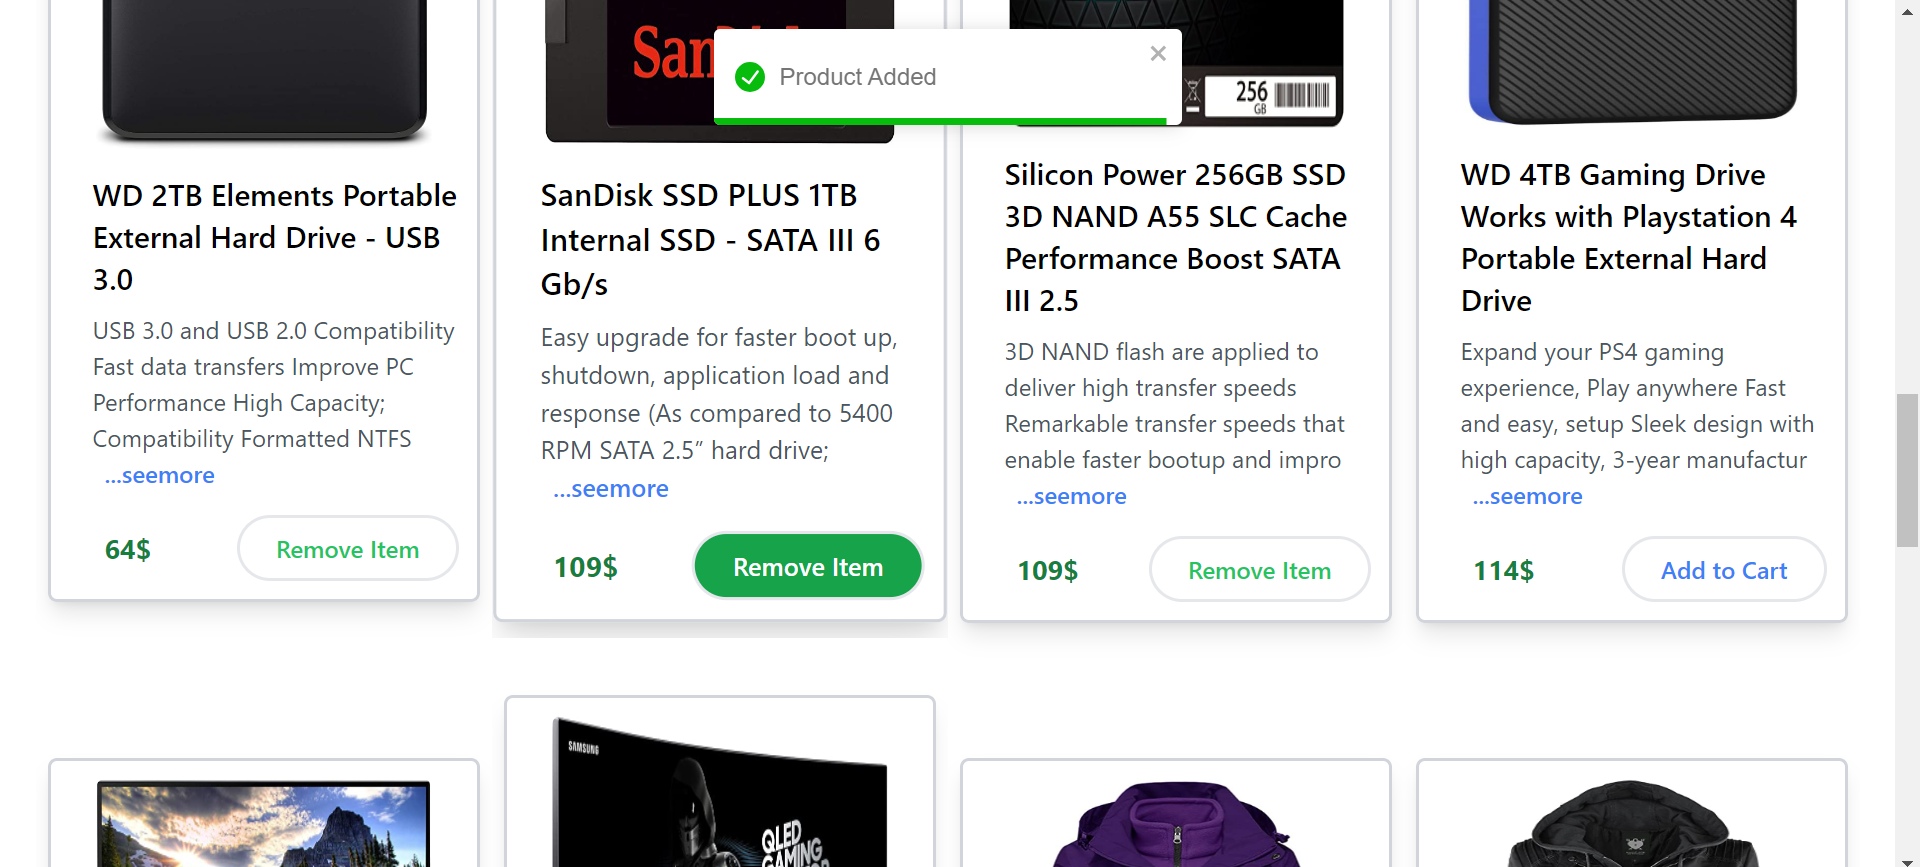 San
Product Added
256
GB
WD 2TB Elements Portable
External Hard Drive - USB
3.0
USB 3.0 and USB 2.0 Compatibility
Fast data transfers Improve PC
Performance High Capacity;
Compatibility Formatted NTFS
...seemore
64$
Remove Item
SanDisk SSD PLUS 1TB
Internal SSD - SATA III 6
Gb/s
Easy upgrade for faster boot up,
shutdown, application load and
response (As compared to 5400
RPM SATA 2.5” hard drive;
...seemore
109$
Remove Item
Silicon Power 256GB SSD
3D NAND A55 SLC Cache
Performance Boost SATA
III 2.5
3D NAND flash are applied to
deliver high transfer speeds
Remarkable transfer speeds that
enable faster bootup and impro
...seemore
109$
Remove Item
WD 4TB Gaming Drive
Works with Playstation 4
Portable External Hard
Drive
Expand your PS4 gaming
experience, Play anywhere Fast
and easy, setup Sleek design with
high capacity, 3-year manufactur
...seemore
114$
Add to Cart
SAMSUNG
QLED
GAMING